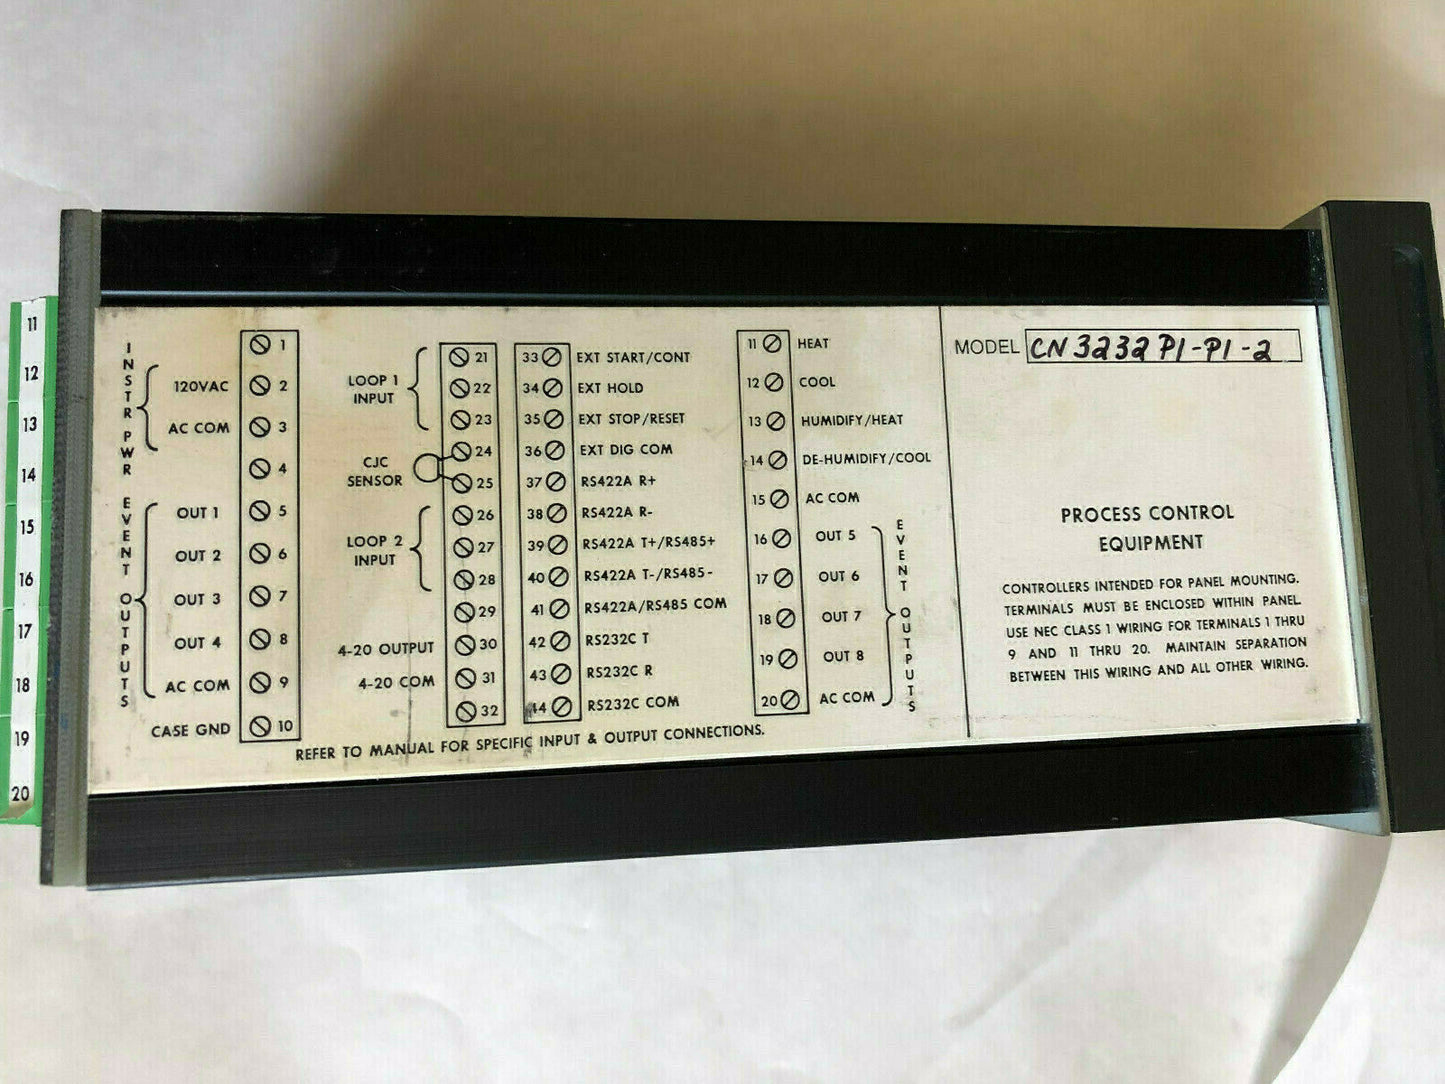 11
12
13
14
15
16
17
18
19
20
INSTR PWR
120VAC
AC COM
EVENT OUTPUTS
OUT 1
OUT 2
OUT 3
OUT 4
AC COM
CASE GND
1
2
3
4
5
6
7
8
9
10
LOOP 1
INPUT
CJC
SENSOR
LOOP 2
INPUT
4-20 OUTPUT
4-20 COM
21
22
23
24
25
26
27
28
29
30
31
32
33 EXT START/CONT
34 EXT HOLD
35 EXT STOP/RESET
36 EXT DIG COM
37 RS422A R+
38 RS422A R-
39 RS422A T+/RS485+
40 RS422A T-/RS485-
41 RS422A/RS485 COM
42 RS232C T
43 RS232C R
44 RS232C COM
REFER TO MANUAL FOR SPECIFIC INPUT & OUTPUT CONNECTIONS.
11 HEAT
12 COOL
13 HUMIDIFY/HEAT
14 DE-HUMIDIFY/COOL
15 AC COM
16 OUT 5
17 OUT 6
18 OUT 7
19 OUT 8
20 AC COM
EVENT OUTPUTS
MODEL CN3232P1-P1-2
PROCESS CONTROL
EQUIPMENT
CONTROLLERS INTENDED FOR PANEL MOUNTING.
TERMINALS MUST BE ENCLOSED WITHIN PANEL.
USE NEC CLASS 1 WIRING FOR TERMINALS 1 THRU
9 AND 11 THRU 20. MAINTAIN SEPARATION
BETWEEN THIS WIRING AND ALL OTHER WIRING.